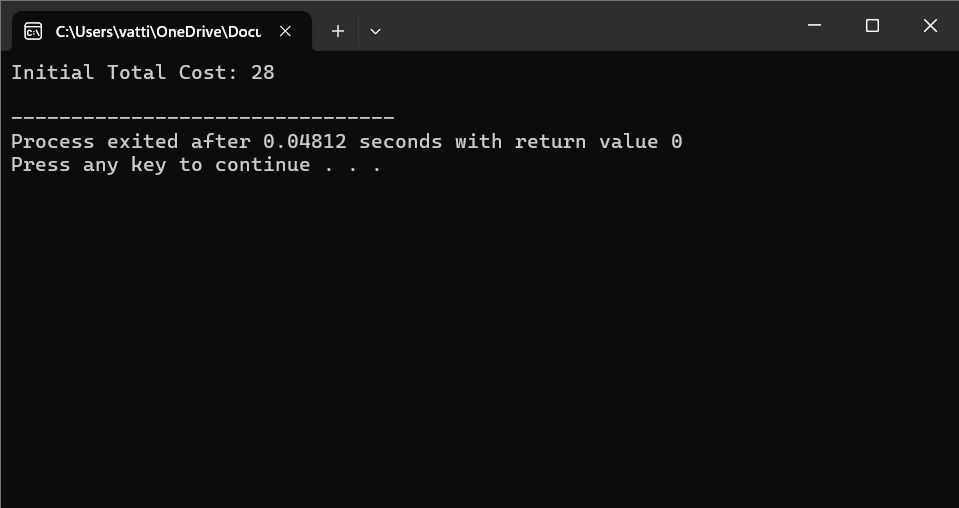 C:\Users\vatti\OneDrive\Docu
Initial Total Cost: 28
--------------------------------
Process exited after 0.04812 seconds with return value 0
Press any key to continue . . .